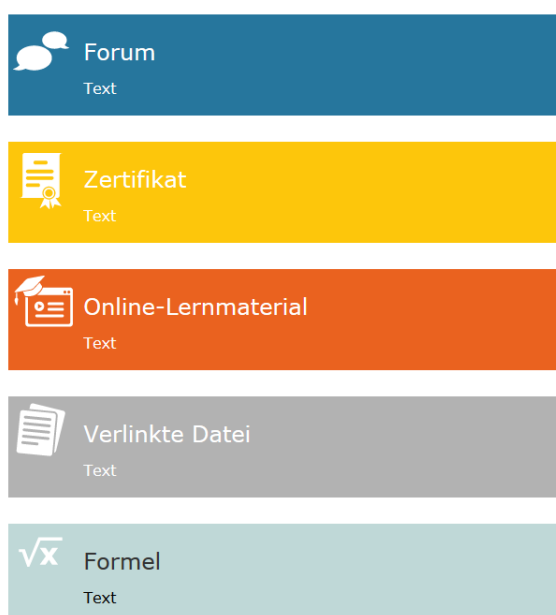 Forum
Text
Zertifikat
Text
Online-Lernmaterial
Text
Verlinkte Datei
Text
√x
Formel
Text